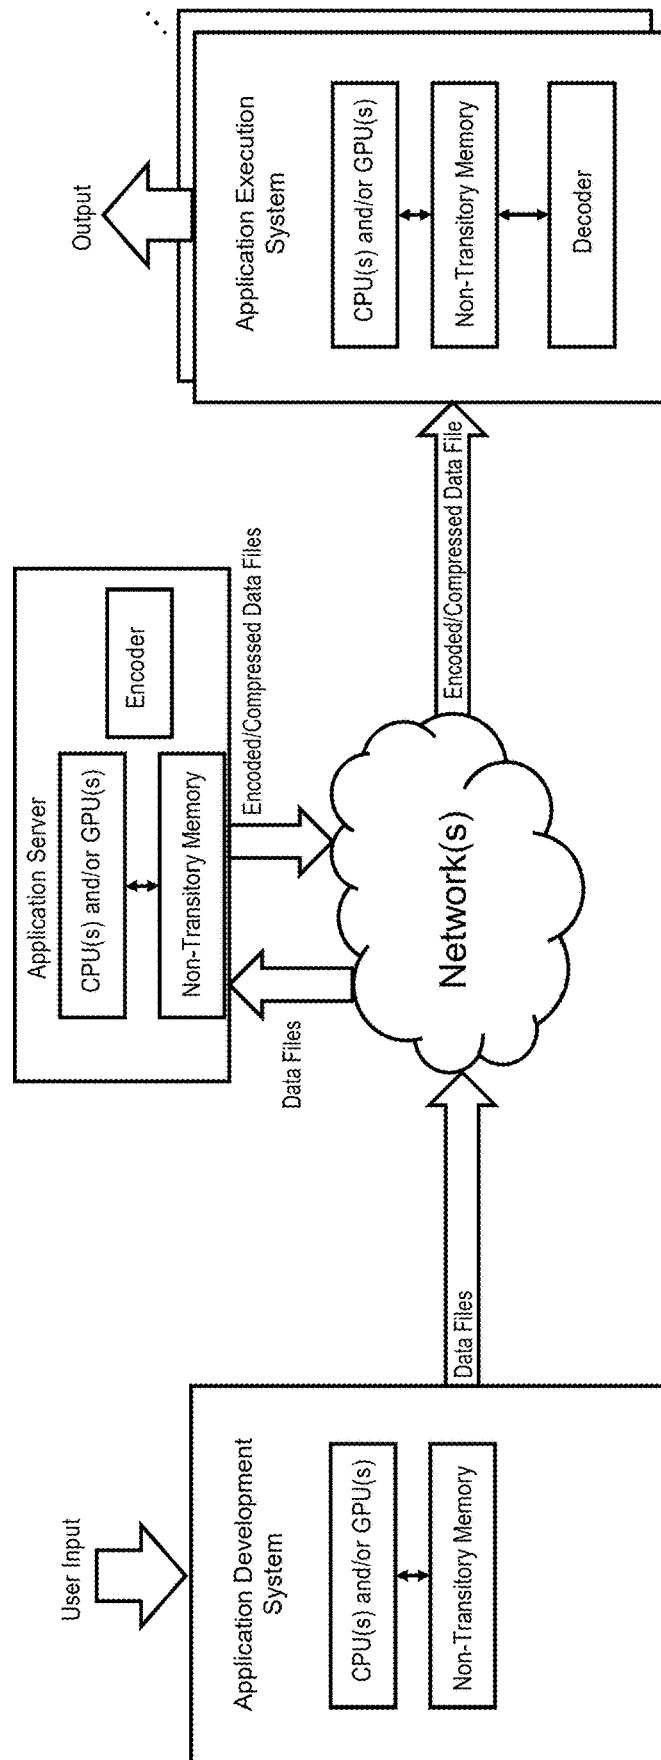 User Input
Application Development
System
CPU(s) and/or GPU(s)
Non-Transitory Memory
Data Files
Application Server
CPU(s) and/or GPU(s)
Encoder
Non-Transitory Memory
Data Files
Encoded/Compressed Data Files
Network(s)
Encoded/Compressed Data File
Output
Application Execution
System
CPU(s) and/or GPU(s)
Non-Transitory Memory
Decoder